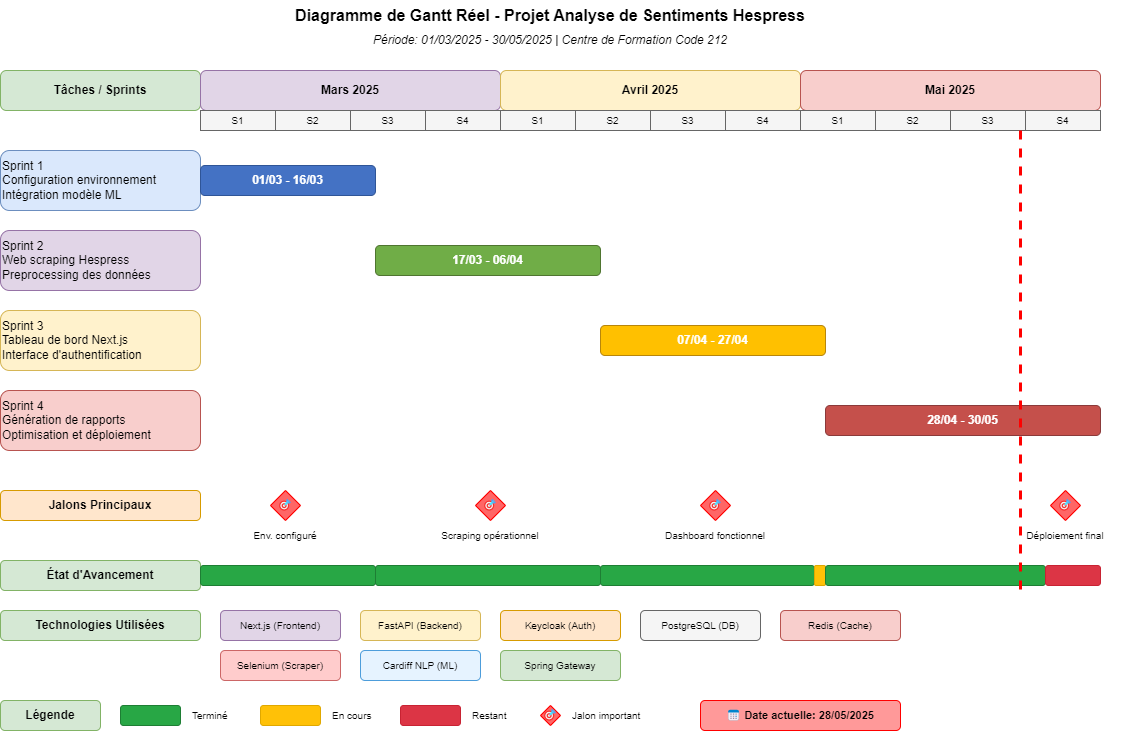 Diagramme de Gantt Réel - Projet Analyse de Sentiments Hespress
Période: 01/03/2025 - 30/05/2025 | Centre de Formation Code 212
Tâches / Sprints
Mars 2025
Avril 2025
Mai 2025
S1
S2
S3
S4
S1
S2
S3
S4
S1
S2
S3
S4
Sprint 1
Configuration environnement
Intégration modèle ML
01/03 - 16/03
Sprint 2
Web scraping Hespress
Preprocessing des données
17/03 - 06/04
Sprint 3
Tableau de bord Next.js
Interface d'authentification
07/04 - 27/04
Sprint 4
Génération de rapports
Optimisation et déploiement
28/04 - 30/05
Jalons Principaux
Env. configuré
Scraping opérationnel
Dashboard fonctionnel
Déploiement final
État d'Avancement
Technologies Utilisées
Next.js (Frontend)
FastAPI (Backend)
Keycloak (Auth)
PostgreSQL (DB)
Redis (Cache)
Selenium (Scraper)
Cardiff NLP (ML)
Spring Gateway
Légende
Terminé
En cours
Restant
Jalon important
Date actuelle: 28/05/2025